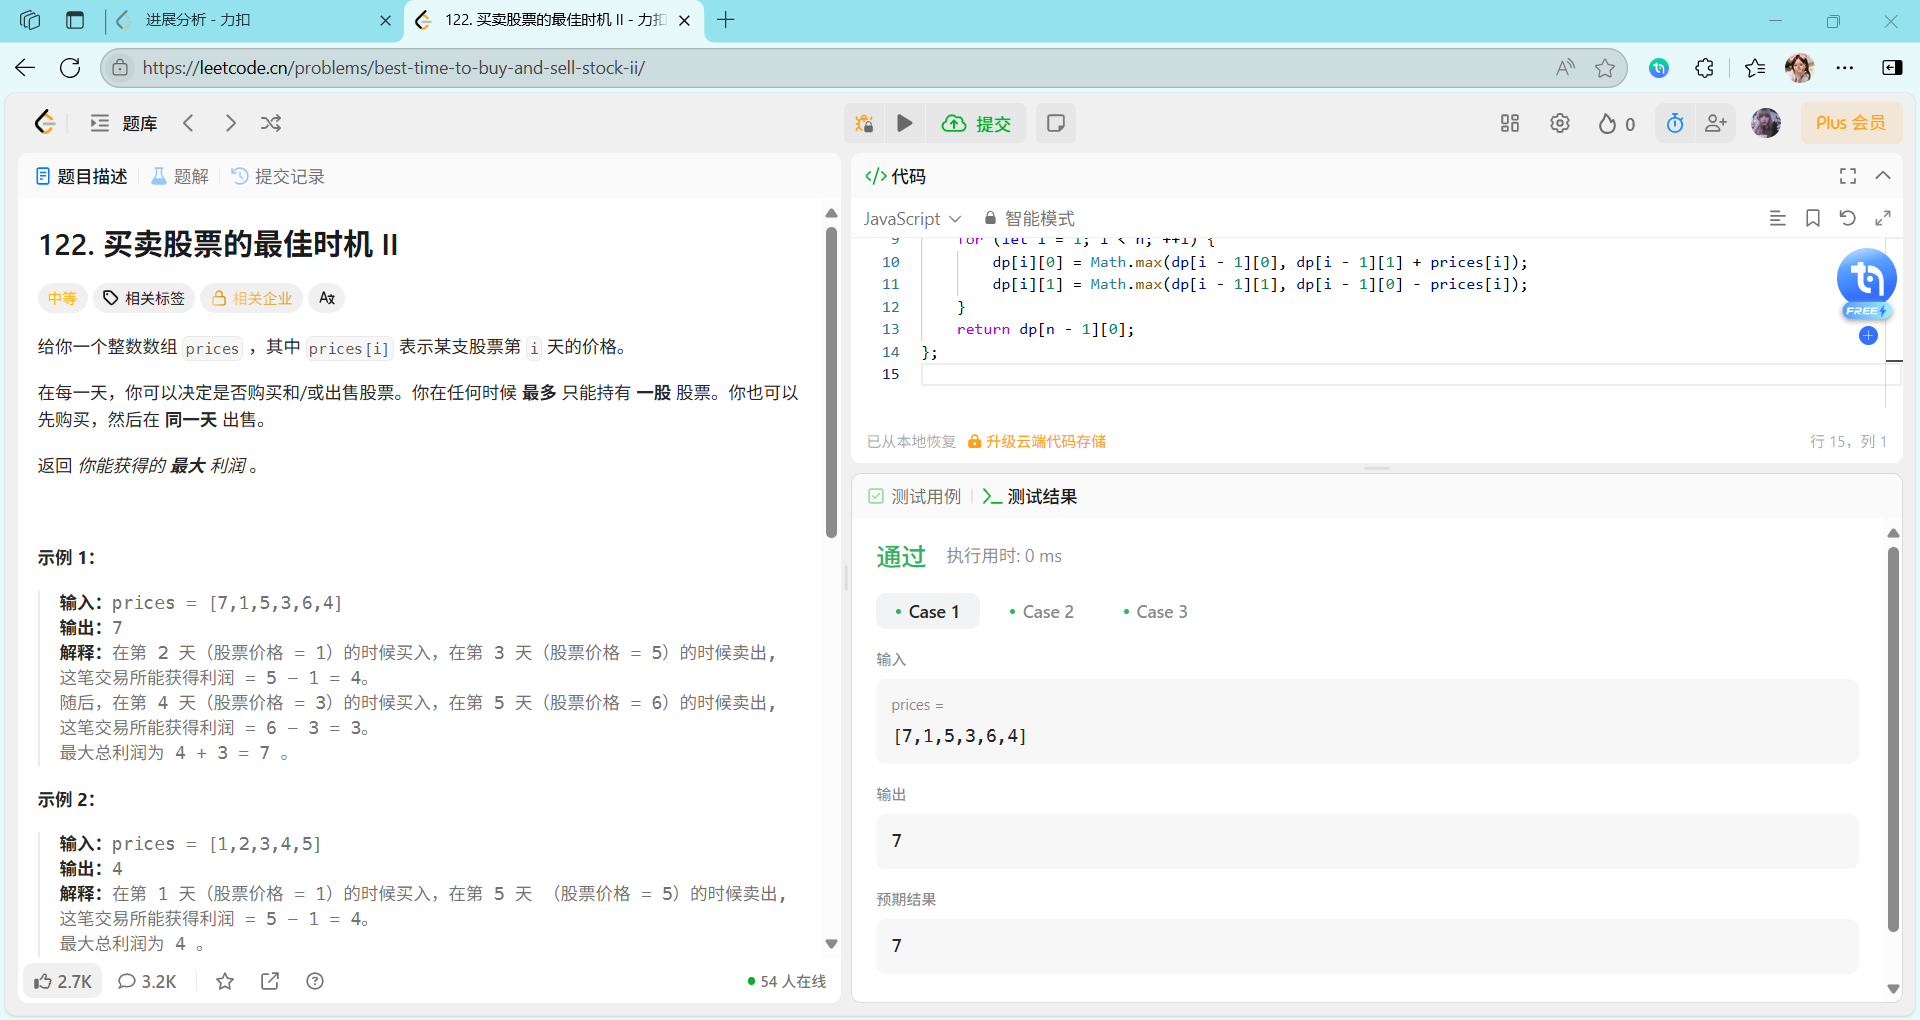 进展分析 - 力扣
122. 买卖股票的最佳时机 II - 力扣
https://leetcode.cn/problems/best-time-to-buy-and-sell-stock-ii/
题库
提交
0
Plus 会员
题目描述
题解
提交记录
122. 买卖股票的最佳时机 II
中等
相关标签
相关企业
给你一个整数数组 prices ，其中 prices[i] 表示某支股票第 i 天的价格。
在每一天，你可以决定是否购买和/或出售股票。你在任何时候 最多 只能持有 一股 股票。你也可以
先购买，然后在 同一天 出售。
返回 你能获得的 最大 利润 。
示例 1：
输入：prices = [7,1,5,3,6,4]
输出：7
解释：在第 2 天（股票价格 = 1）的时候买入，在第 3 天（股票价格 = 5）的时候卖出，
这笔交易所能获得利润 = 5 - 1 = 4。
随后，在第 4 天（股票价格 = 3）的时候买入，在第 5 天（股票价格 = 6）的时候卖出，
这笔交易所能获得利润 = 6 - 3 = 3。
最大总利润为 4 + 3 = 7 。
示例 2：
输入：prices = [1,2,3,4,5]
输出：4
解释：在第 1 天（股票价格 = 1）的时候买入，在第 5 天 （股票价格 = 5）的时候卖出，
这笔交易所能获得利润 = 5 - 1 = 4。
最大总利润为 4 。
2.7K
3.2K
54 人在线
代码
JavaScript
智能模式
9 for (let i = 1; i < n; ++i) {
10 dp[i][0] = Math.max(dp[i - 1][0], dp[i - 1][1] + prices[i]);
11 dp[i][1] = Math.max(dp[i - 1][1], dp[i - 1][0] - prices[i]);
12 }
13 return dp[n - 1][0];
14 };
15
FREE
已从本地恢复
升级云端代码存储
行 15，列 1
测试用例
测试结果
通过
执行用时: 0 ms
Case 1
Case 2
Case 3
输入
prices =
[7,1,5,3,6,4]
输出
7
预期结果
7